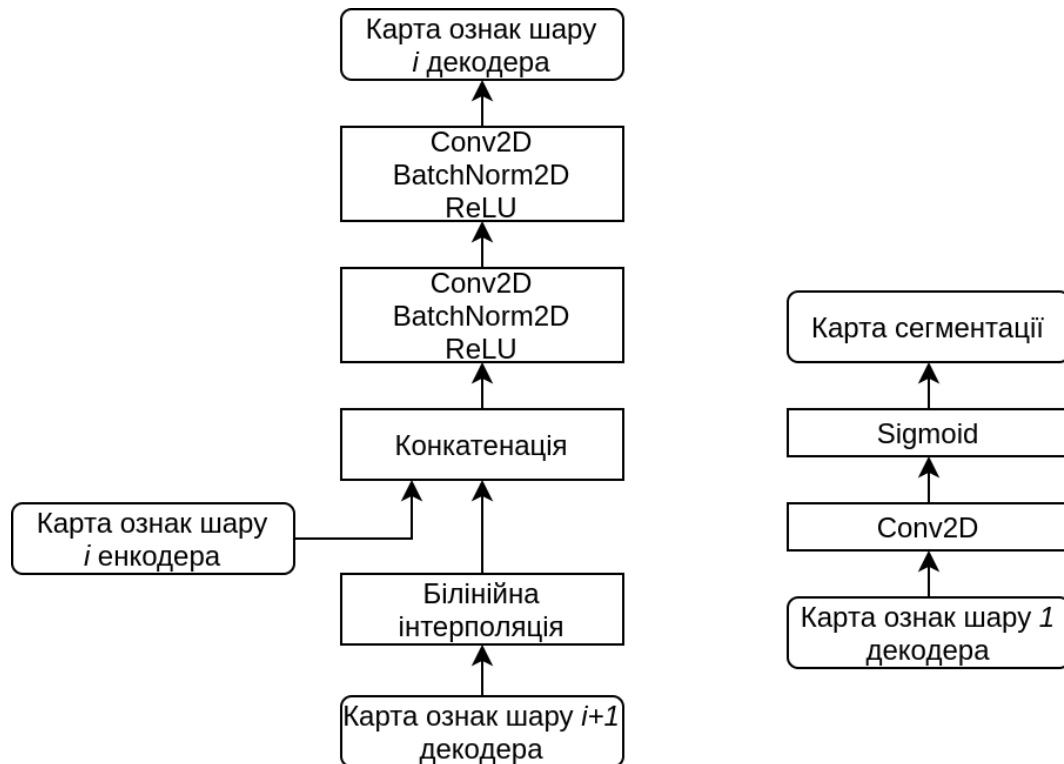 Карта ознак шару
i декодера
Conv2D
BatchNorm2D
ReLU
Conv2D
BatchNorm2D
ReLU
Конкатенація
Карта ознак шару
i енкодера
Білінійна
інтерполяція
Карта ознак шару i+1
декодера
Карта сегментації
Sigmoid
Conv2D
Карта ознак шару 1
декодера